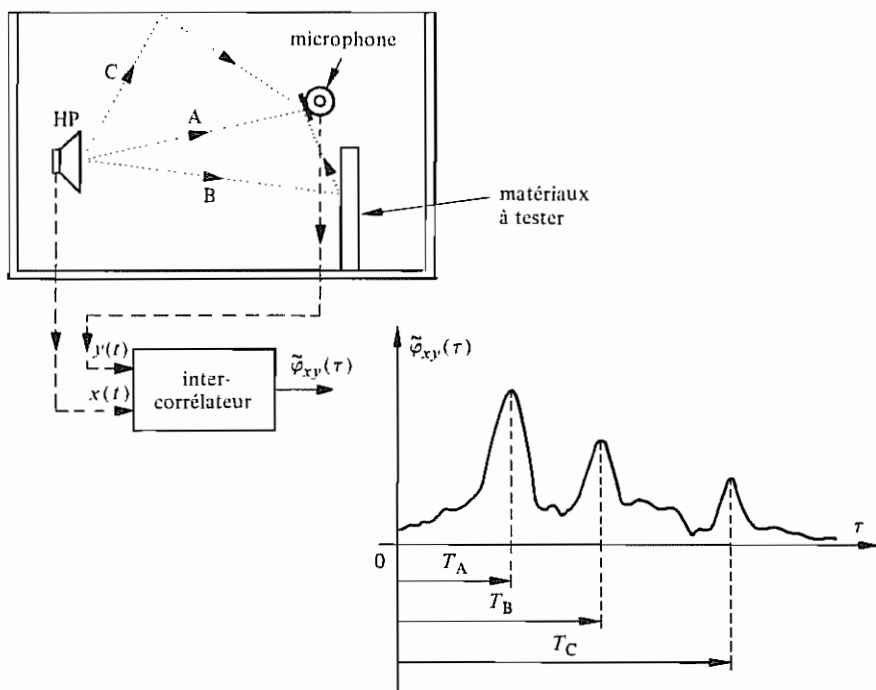 microphone
C
HP
A
B
matériaux
à tester
y(t)
x(t)
inter-
corrélateur
φ̃xy(τ)
φ̃xy(τ)
τ
0
TA
TB
TC